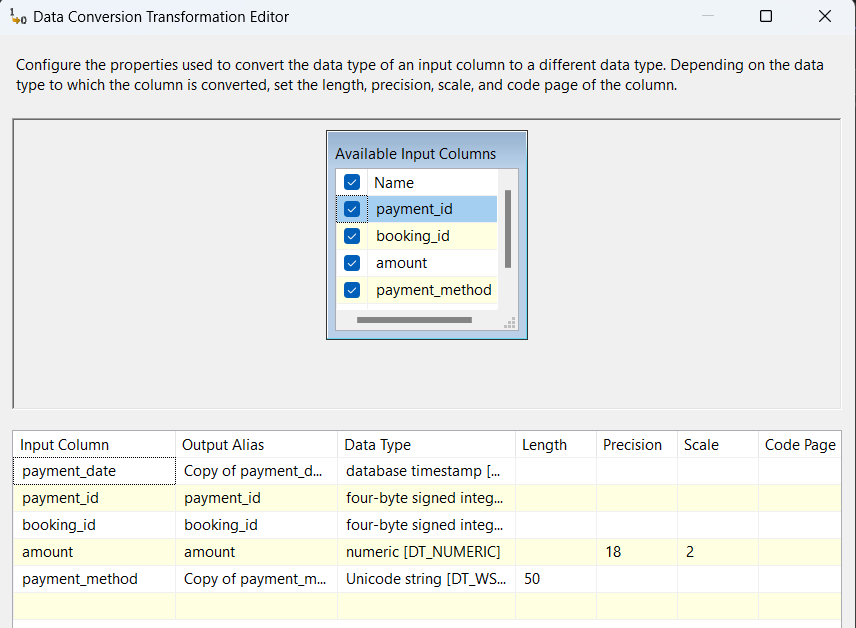 Data Conversion Transformation Editor
Configure the properties used to convert the data type of an input column to a different data type. Depending on the data
type to which the column is converted, set the length, precision, scale, and code page of the column.
Available Input Columns
Name
payment_id
booking_id
amount
payment_method
Input Column Output Alias Data Type Length Precision Scale Code Page
payment_date Copy of payment_d... database timestamp [...
payment_id payment_id four-byte signed integ...
booking_id booking_id four-byte signed integ...
amount amount numeric [DT_NUMERIC] 18 2
payment_method Copy of payment_m... Unicode string [DT_WS... 50